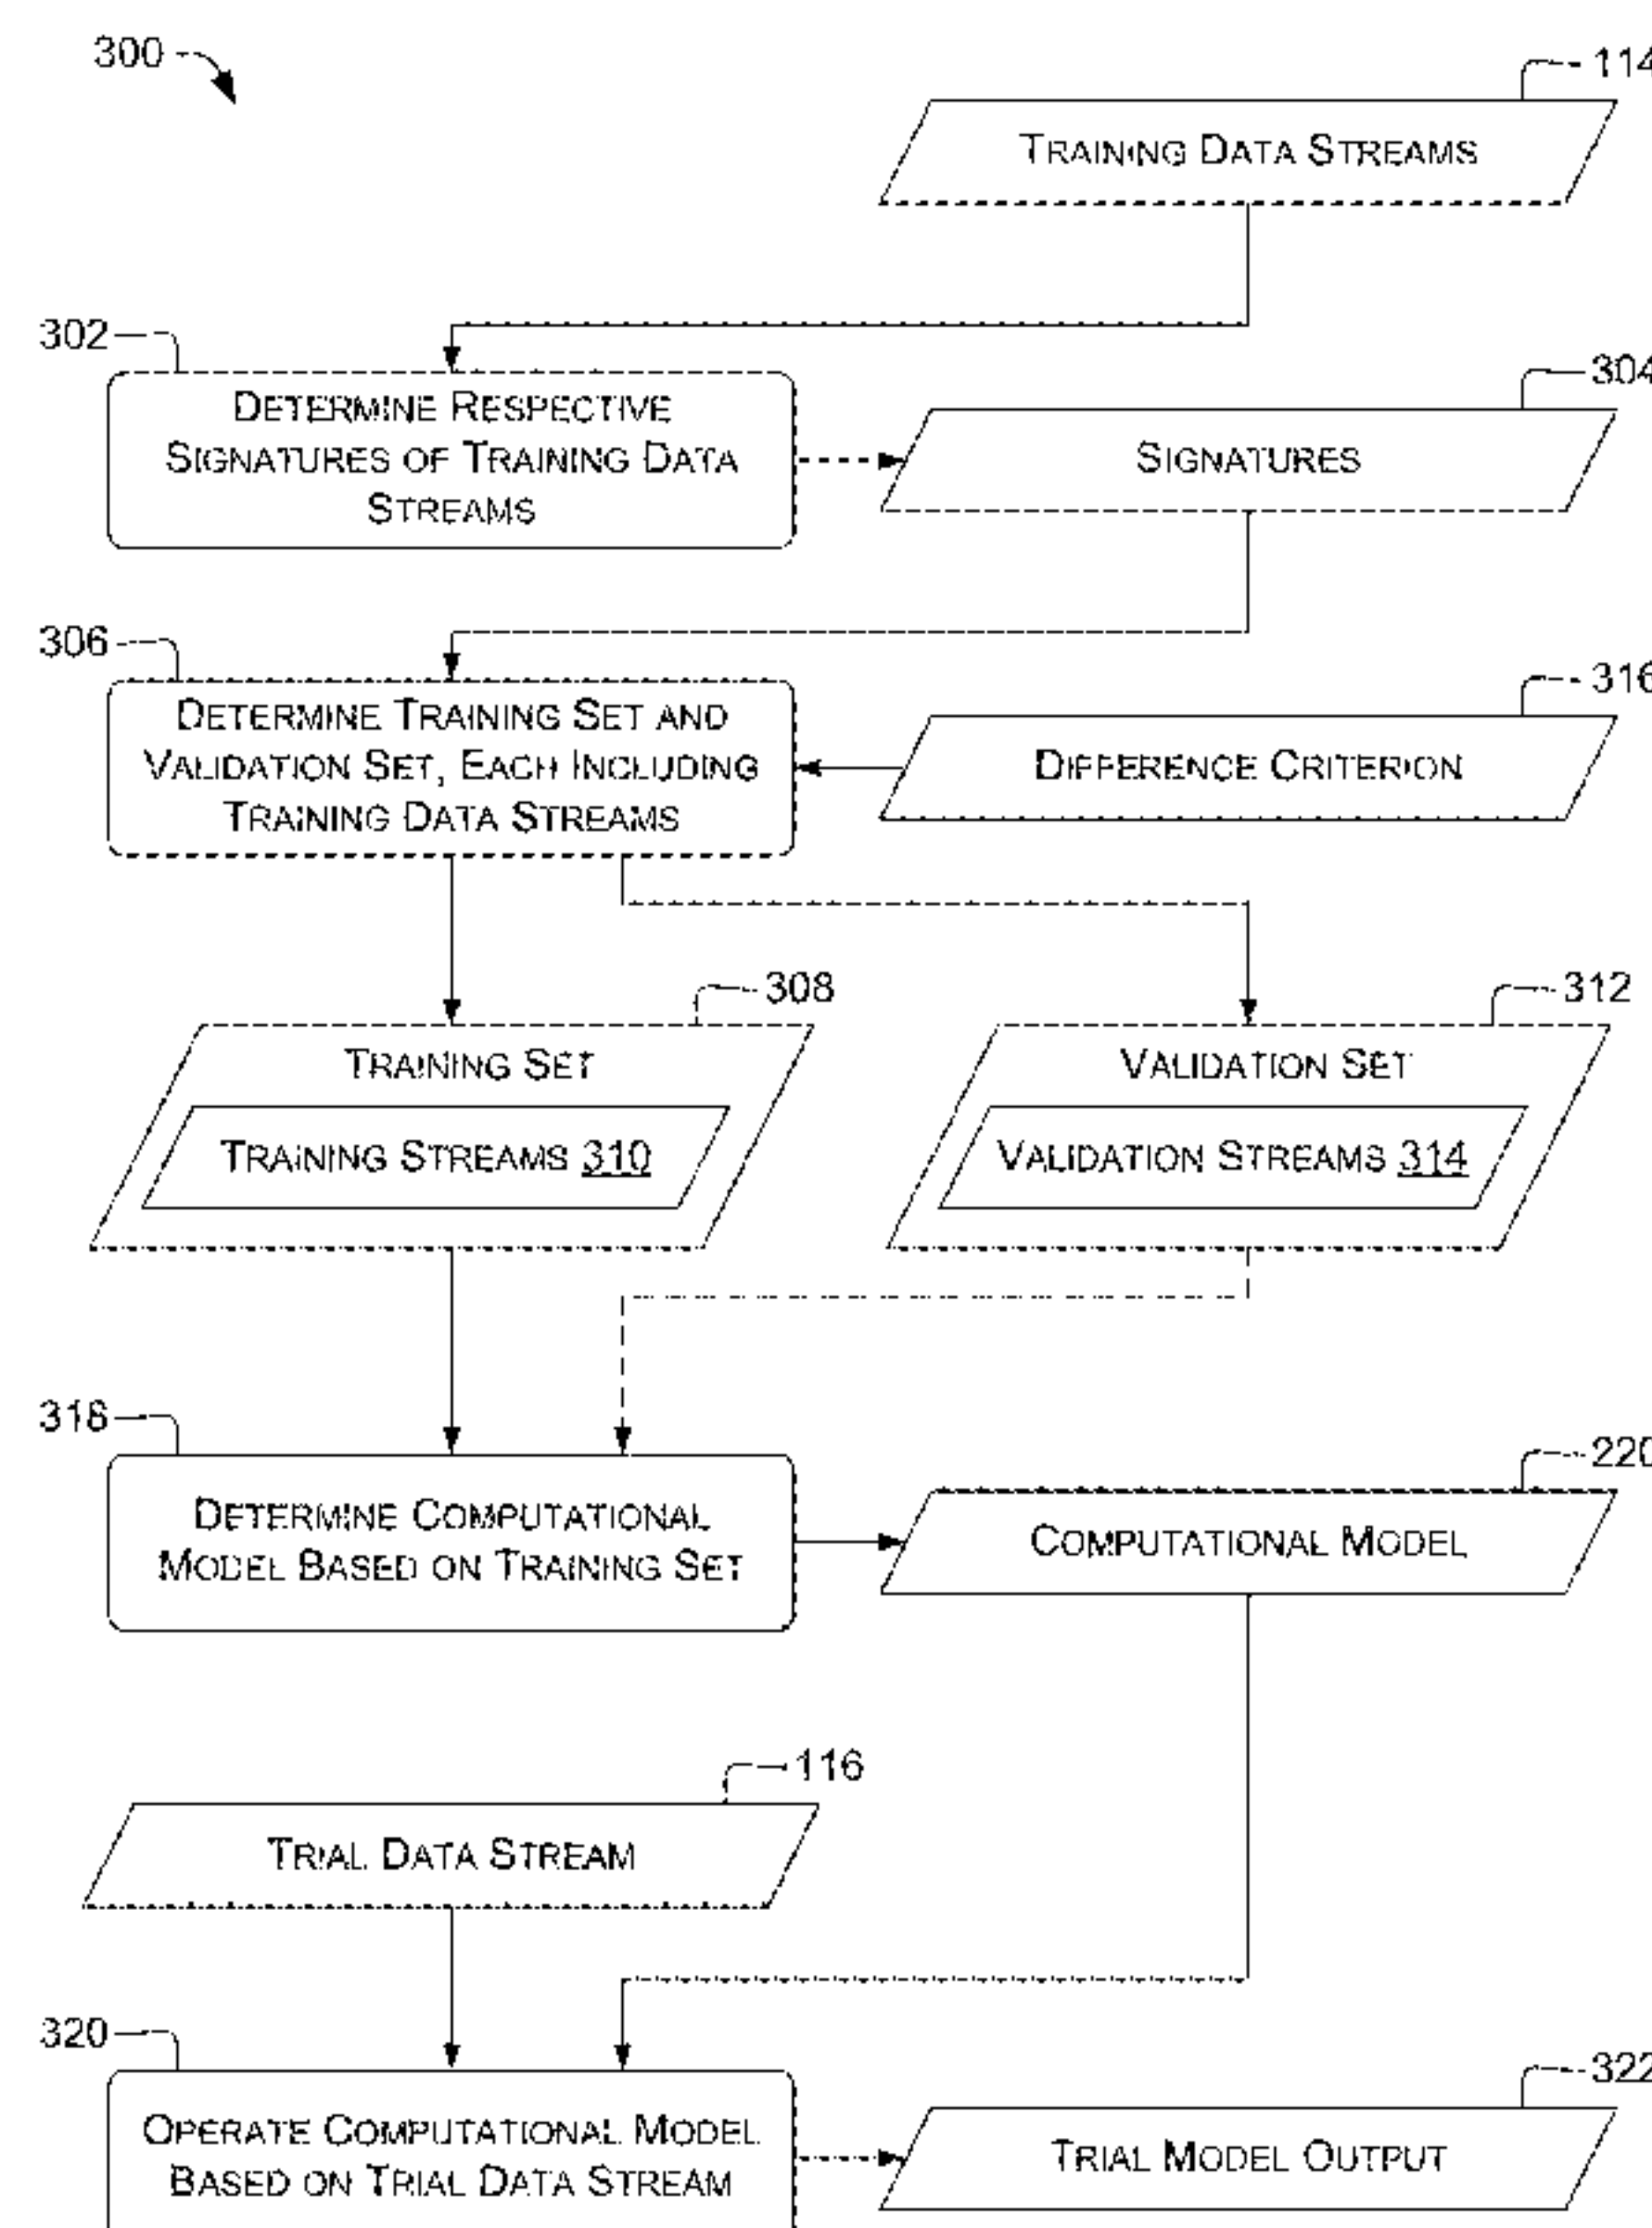 300
114
TRAINING DATA STREAMS
302
DETERMINE RESPECTIVE
SIGNATURES OF TRAINING DATA
STREAMS
304
SIGNATURES
306
DETERMINE TRAINING SET AND
VALIDATION SET, EACH INCLUDING
TRAINING DATA STREAMS
316
DIFFERENCE CRITERION
308
TRAINING SET
TRAINING STREAMS 310
312
VALIDATION SET
VALIDATION STREAMS 314
318
DETERMINE COMPUTATIONAL
MODEL BASED ON TRAINING SET
220
COMPUTATIONAL MODEL
116
TRIAL DATA STREAM
320
OPERATE COMPUTATIONAL MODEL
BASED ON TRIAL DATA STREAM
322
TRIAL MODEL OUTPUT